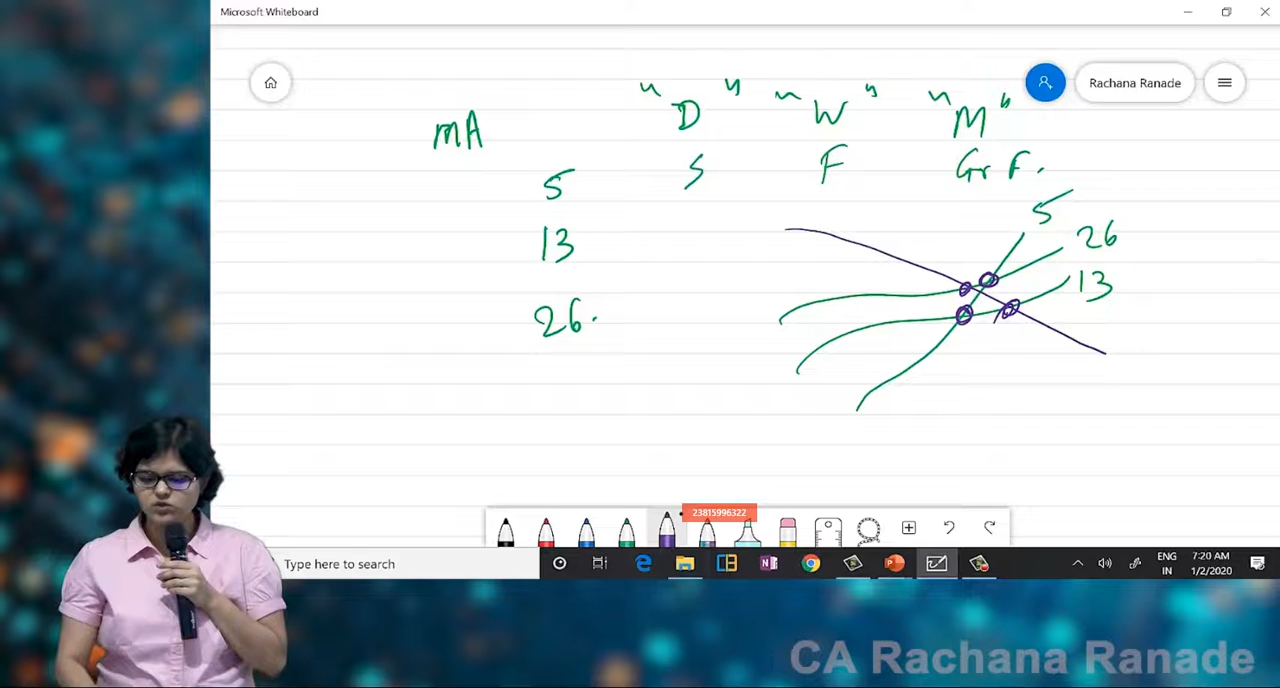 Microsoft Whiteboard
Rachana Ranade
MA "D" "W" "M"
S F Gr F.
5
13
26.
5
26
13
23815996322
Type here to search
ENG
IN
7:20 AM
1/2/2020
CA Rachana Ranade